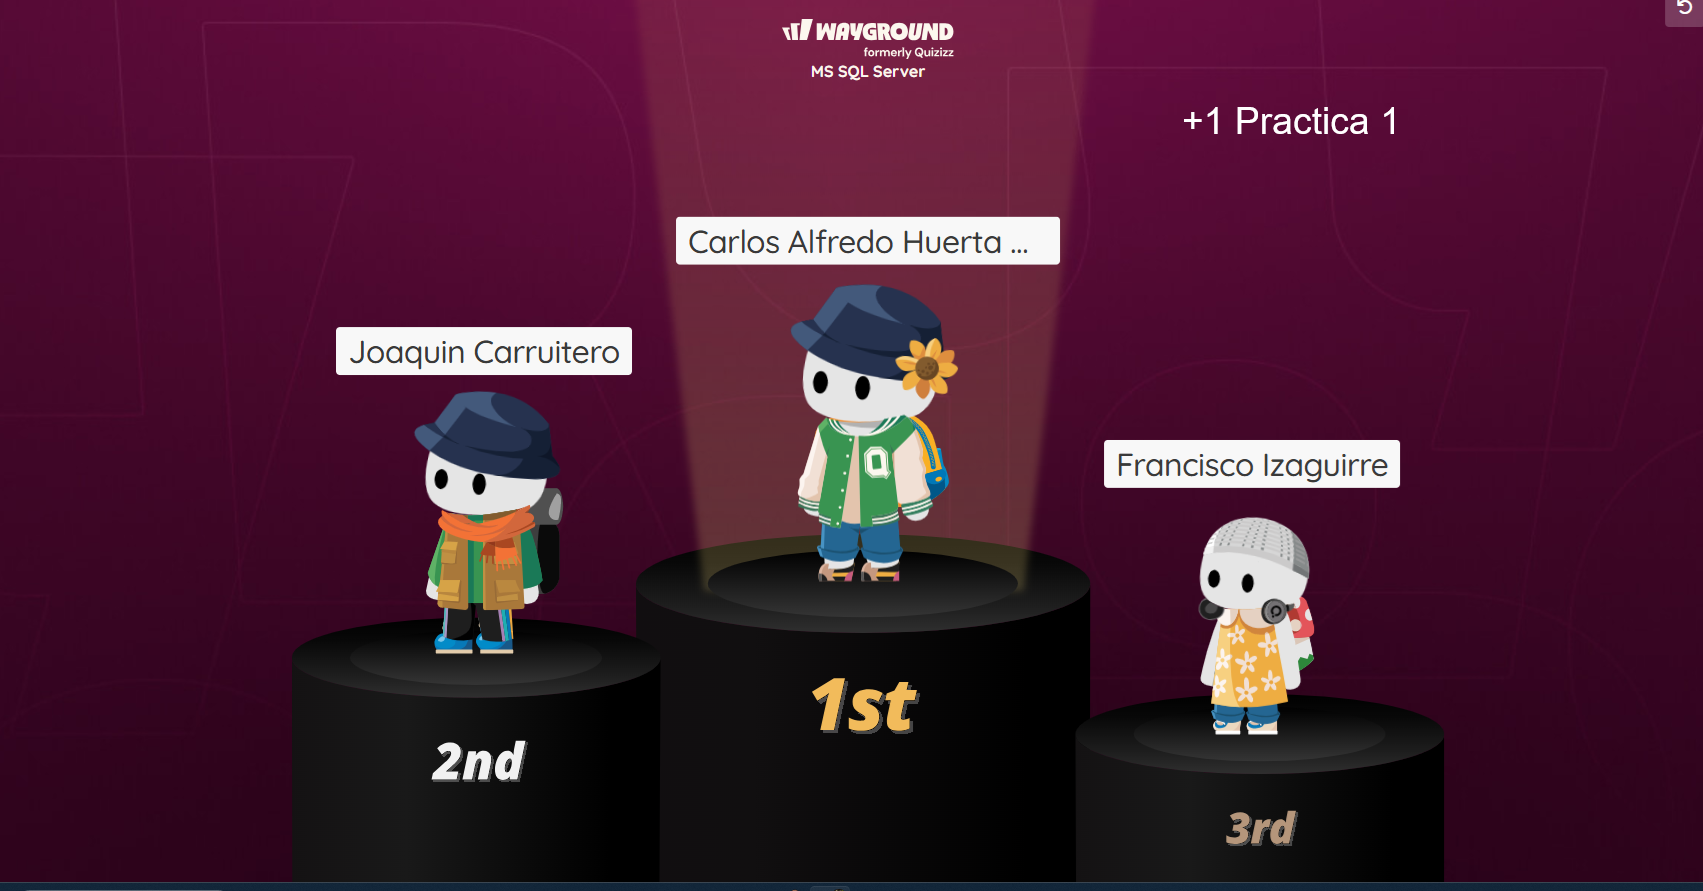 WAYGROUND
formerly Quizizz
MS SQL Server
5
+1 Practica 1
Carlos Alfredo Huerta ...
Joaquin Carruitero
Francisco Izaguirre
Q
1st
2nd
3rd